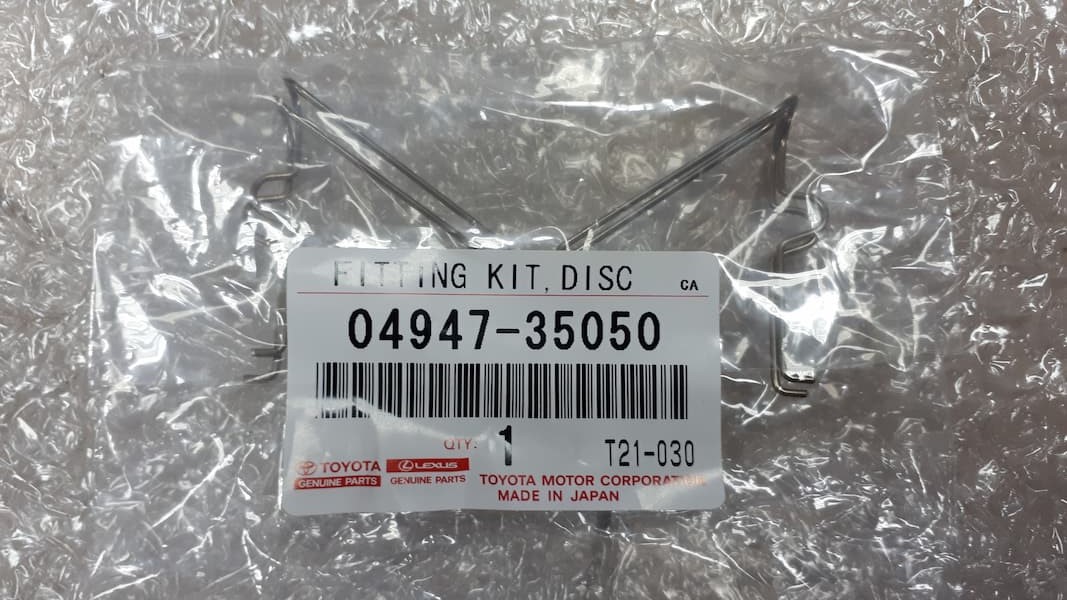 FITTING KIT, DISC CA
04947-35050
QTY: 1 T21-030
TOYOTA LEXUS
GENUINE PARTS GENUINE PARTS
TOYOTA MOTOR CORPORATION
MADE IN JAPAN